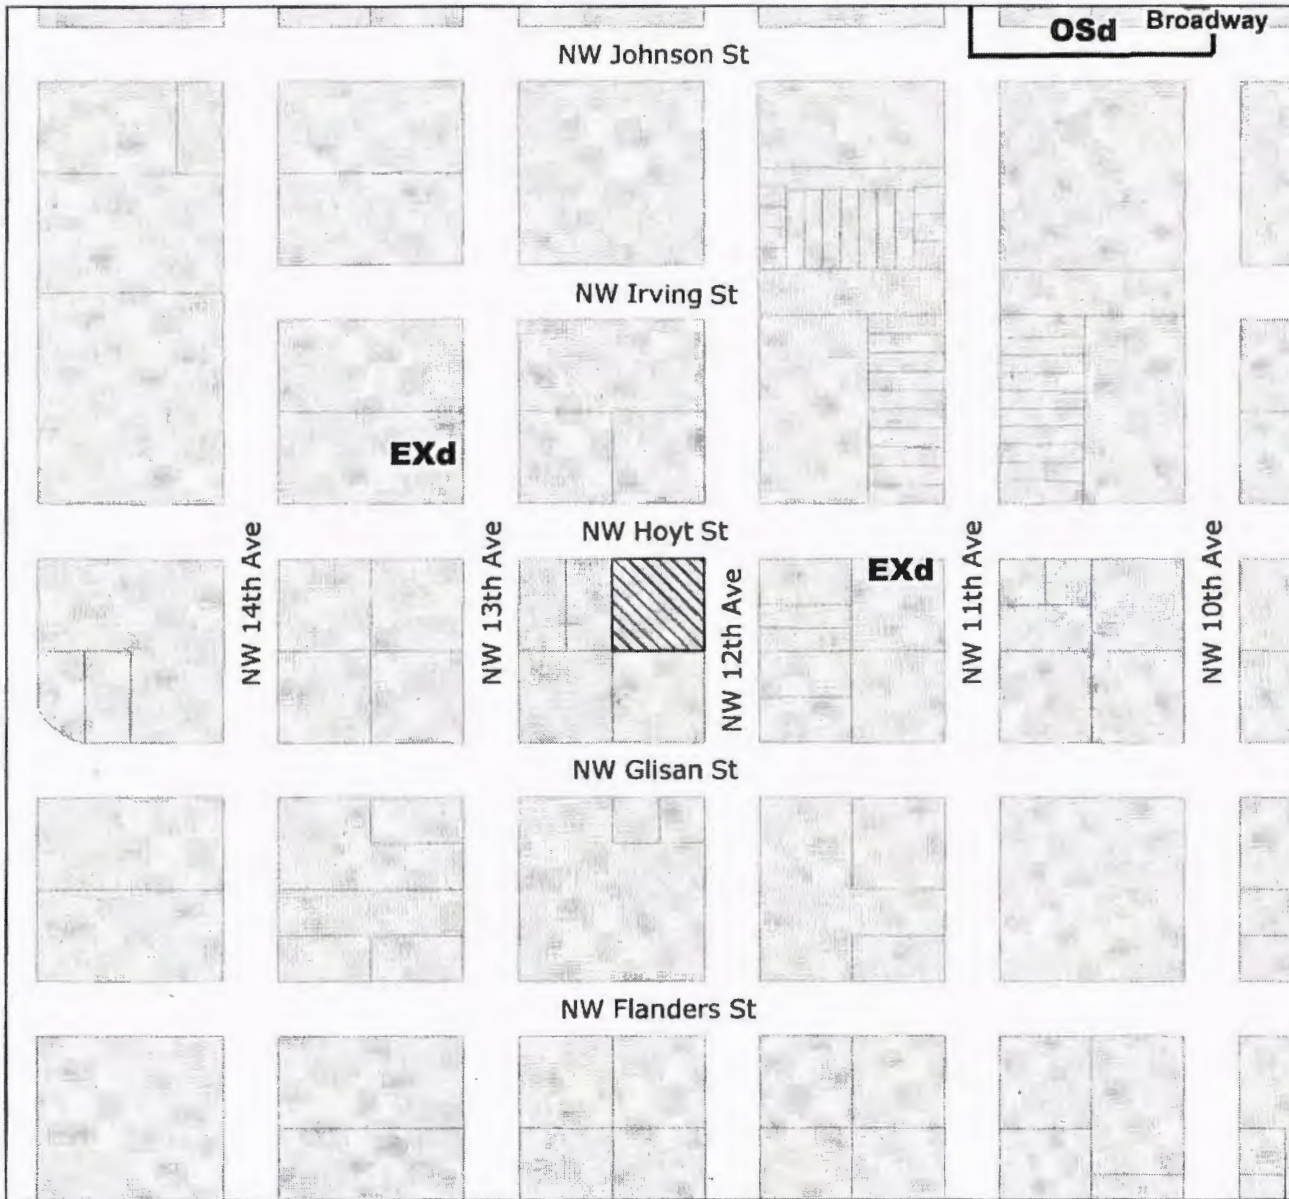 OSd
Broadway
NW Johnson St
NW Irving St
EXd
NW Hoyt St
EXd
NW 14th Ave
NW 13th Ave
NW 12th Ave
NW 11th Ave
NW 10th Ave
NW Glisan St
NW Flanders St